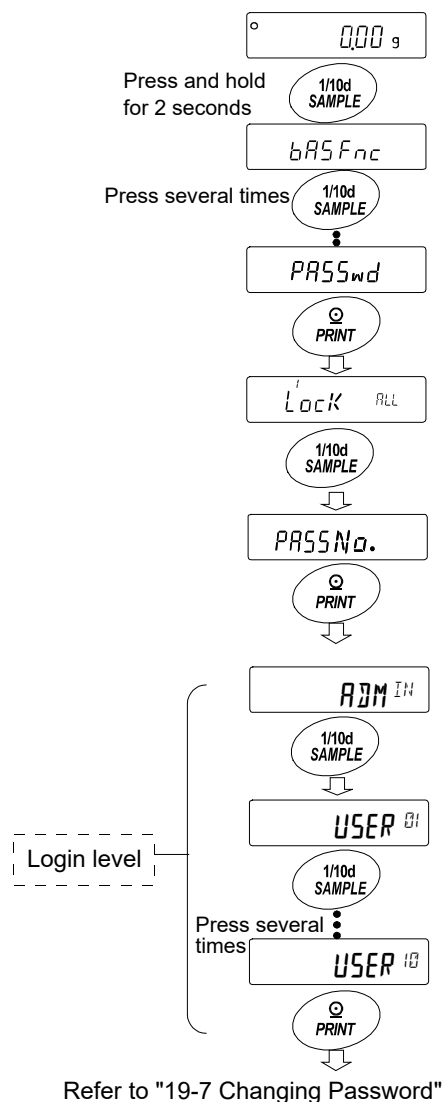 0.00 g
Press and hold
for 2 seconds
1/10d
SAMPLE
bASFnc
Press several times
1/10d
SAMPLE
PASSwd
PRINT
1
LocK ALL
1/10d
SAMPLE
PASSNo.
PRINT
ADM IN
1/10d
SAMPLE
USER 01
Login level
1/10d
SAMPLE
Press several
times
USER 10
PRINT
Refer to "19-7 Changing Password"